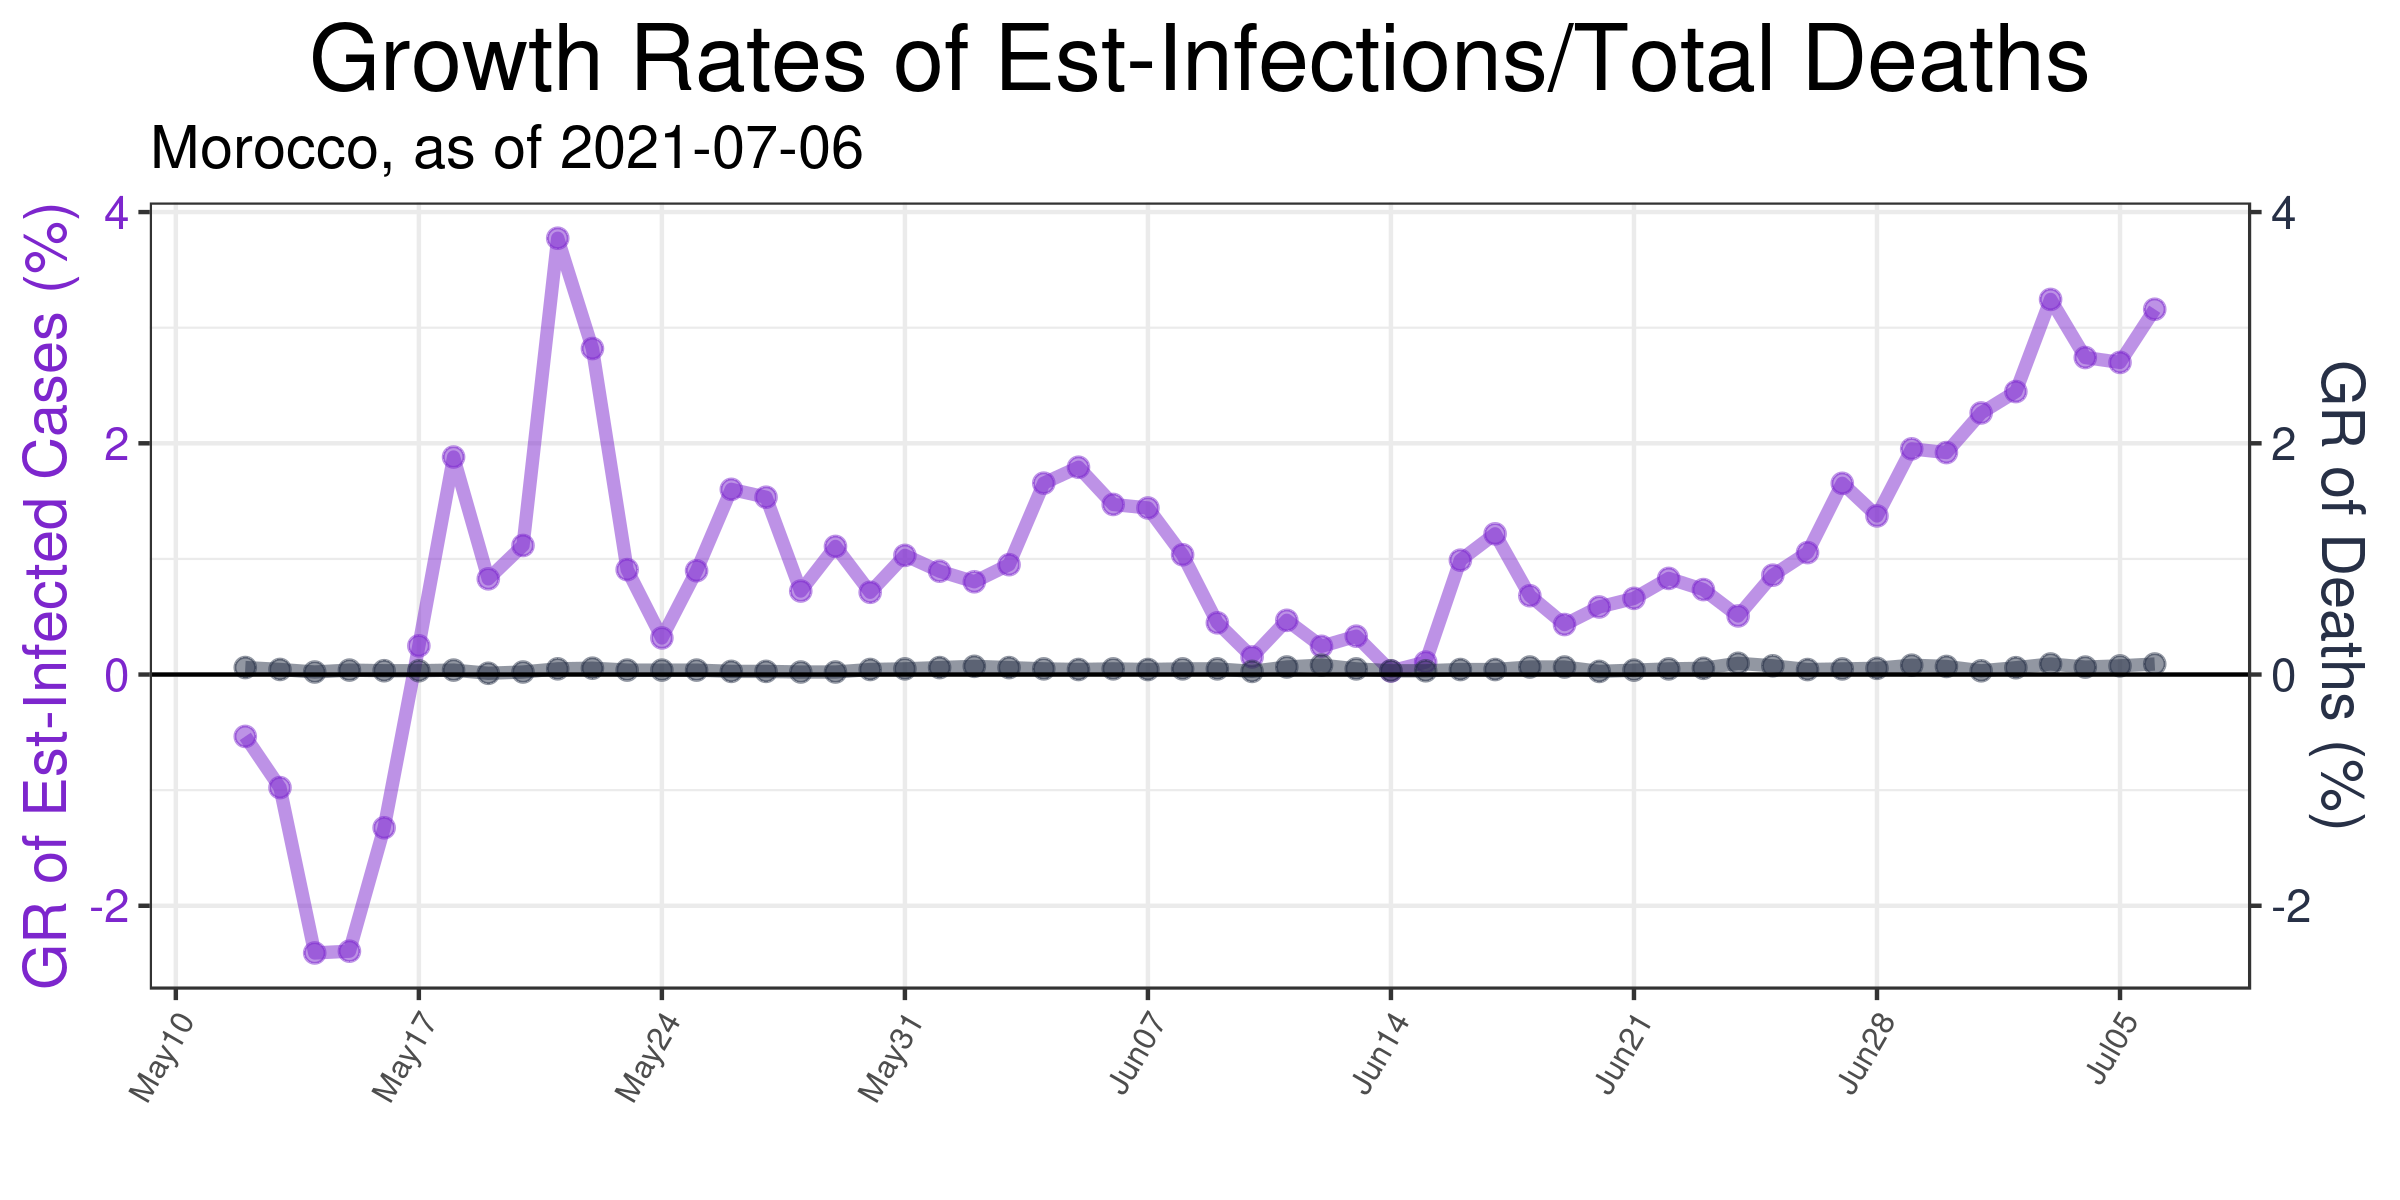 Growth Rates of Est-Infections/Total Deaths
Morocco, as of 2021-07-06
GR of Est-Infected Cases (%)
4
2
0
-2
4
2
0
-2
GR of Deaths (%)
May10
May17
May24
May31
Jun07
Jun14
Jun21
Jun28
Jul05